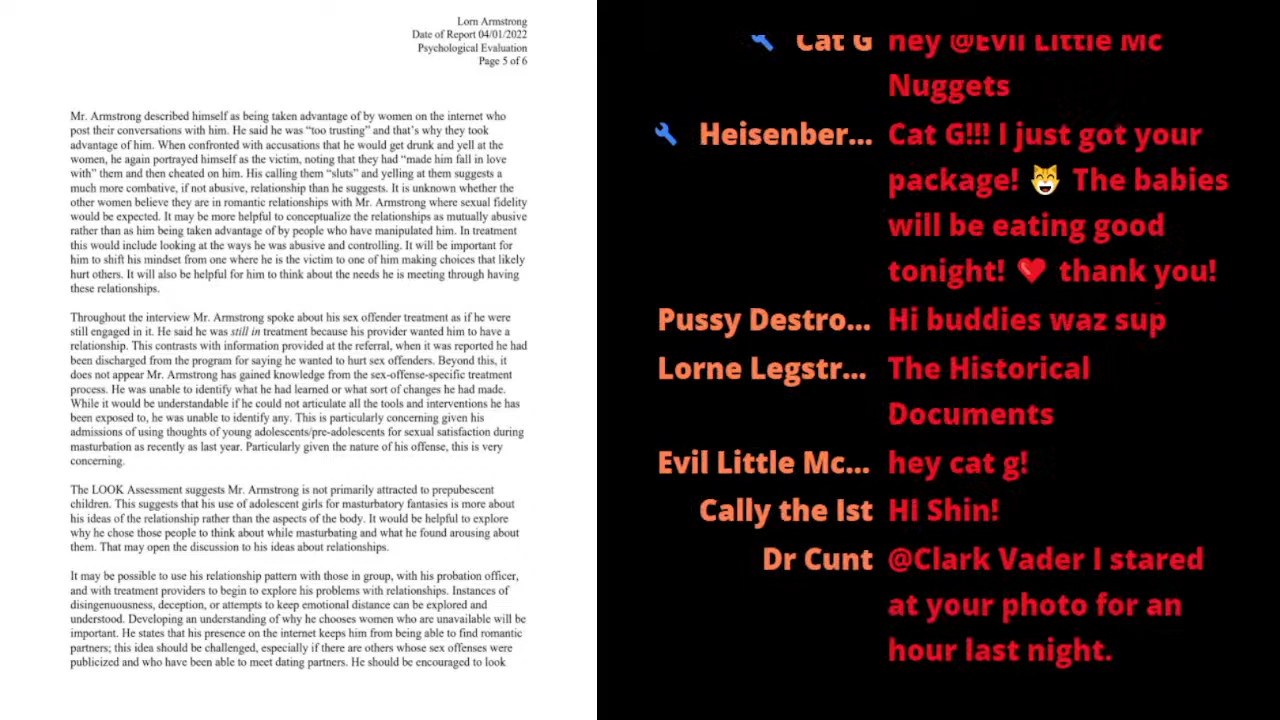 Lorn Armstrong
Date of Report 04/01/2022
Psychological Evaluation
Page 5 of 6
Mr. Armstrong described himself as being taken advantage of by women on the internet who
post their conversations with him. He said he was “too trusting” and that’s why they took
advantage of him. When confronted with accusations that he would get drunk and yell at the
women, he again portrayed himself as the victim, noting that they had “made him fall in love
with” them and then cheated on him. His calling them “sluts” and yelling at them suggests a
much more combative, if not abusive, relationship than he suggests. It is unknown whether the
other women believe they are in romantic relationships with Mr. Armstrong where sexual fidelity
would be expected. It may be more helpful to conceptualize the relationships as mutually abusive
rather than as him being taken advantage of by people who have manipulated him. In treatment
this would include looking at the ways he was abusive and controlling. It will be important for
him to shift his mindset from one where he is the victim to one of him making choices that likely
hurt others. It will also be helpful for him to think about the needs he is meeting through having
these relationships.
Throughout the interview Mr. Armstrong spoke about his sex offender treatment as if he were
still engaged in it. He said he was still in treatment because his provider wanted him to have a
relationship. This contrasts with information provided at the referral, when it was reported he had
been discharged from the program for saying he wanted to hurt sex offenders. Beyond this, it
does not appear Mr. Armstrong has gained knowledge from the sex-offense-specific treatment
process. He was unable to identify what he had learned or what sort of changes he had made.
While it would be understandable if he could not articulate all the tools and interventions he has
been exposed to, he was unable to identify any. This is particularly concerning given his
admissions of using thoughts of young adolescents/pre-adolescents for sexual satisfaction during
masturbation as recently as last year. Particularly given the nature of his offense, this is very
concerning.
The LOOK Assessment suggests Mr. Armstrong is not primarily attracted to prepubescent
children. This suggests that his use of adolescent girls for masturbatory fantasies is more about
his ideas of the relationship rather than the aspects of the body. It would be helpful to explore
why he chose those people to think about while masturbating and what he found arousing about
them. That may open the discussion to his ideas about relationships.
It may be possible to use his relationship pattern with those in group, with his probation officer,
and with treatment providers to begin to explore his problems with relationships. Instances of
disingenuousness, deception, or attempts to keep emotional distance can be explored and
understood. Developing an understanding of why he chooses women who are unavailable will be
important. He states that his presence on the internet keeps him from being able to find romantic
partners; this idea should be challenged, especially if there are others whose sex offenses were
publicized and who have been able to meet dating partners. He should be encouraged to look
Cat G hey @Evil Little Mc
Nuggets
Heisenber... Cat G!!! I just got your
package! 😸 The babies
will be eating good
tonight! ❤️ thank you!
Pussy Destro... Hi buddies waz sup
Lorne Legstr... The Historical
Documents
Evil Little Mc... hey cat g!
Cally the Ist HI Shin!
Dr Cunt @Clark Vader I stared
at your photo for an
hour last night.